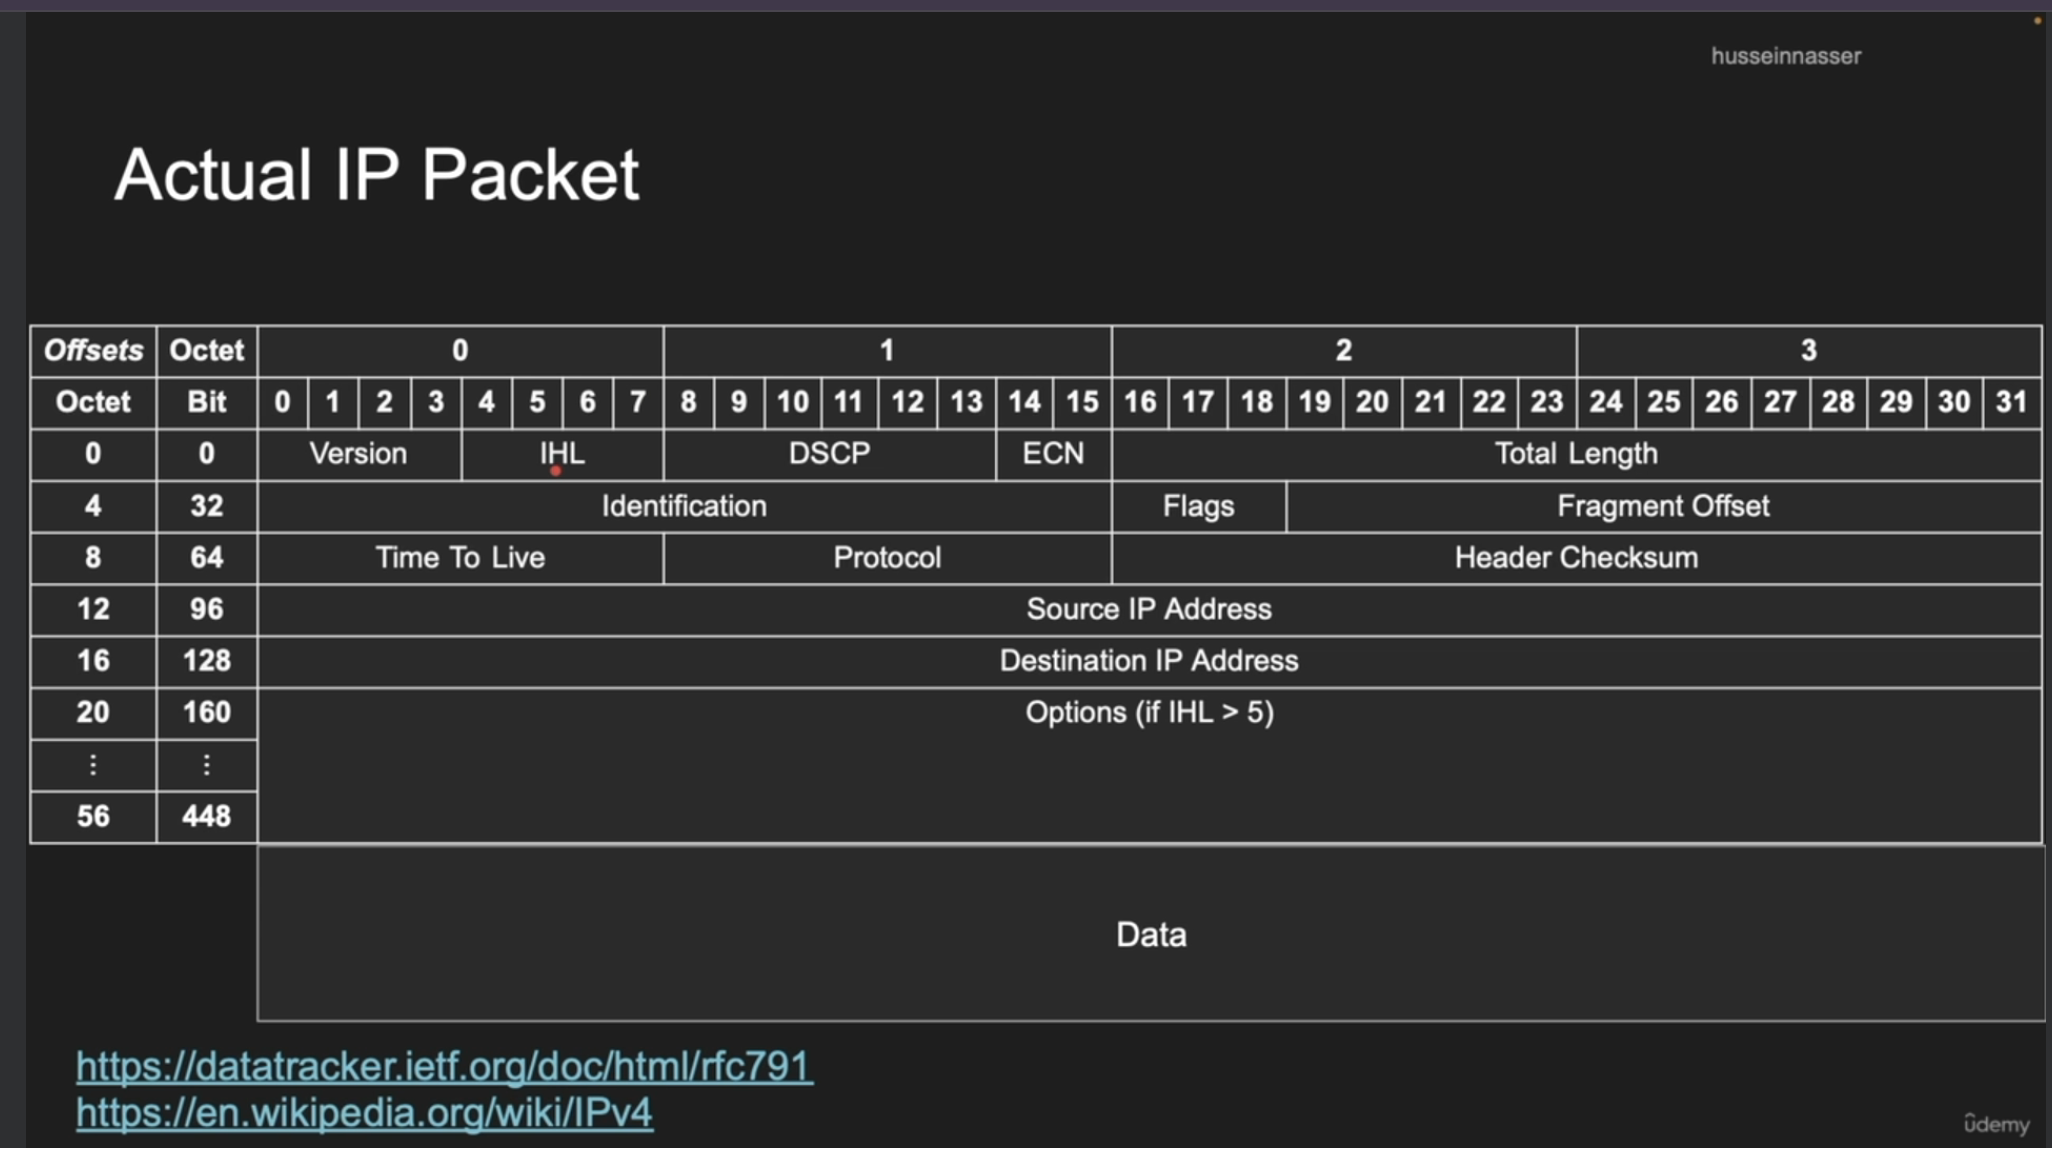 husseinnasser
Actual IP Packet
Offsets Octet 0 1 2 3
Octet Bit 0 1 2 3 4 5 6 7 8 9 10 11 12 13 14 15 16 17 18 19 20 21 22 23 24 25 26 27 28 29 30 31
0 0 Version IHL DSCP ECN Total Length
4 32 Identification Flags Fragment Offset
8 64 Time To Live Protocol Header Checksum
12 96 Source IP Address
16 128 Destination IP Address
20 160 Options (if IHL > 5)
⋮ ⋮
56 448
Data
https://datatracker.ietf.org/doc/html/rfc791
https://en.wikipedia.org/wiki/IPv4
ûdemy